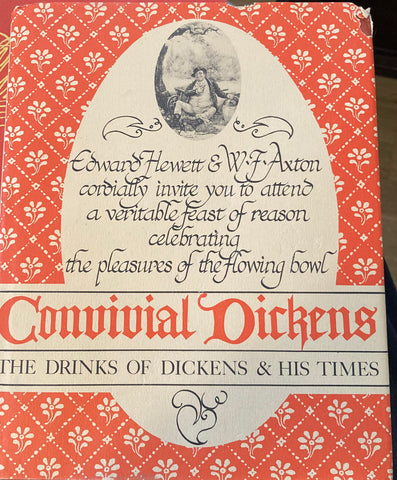 Edward Hewett & W.F. Axton
cordially invite you to attend
a veritable feast of reason
celebrating
the pleasures of the flowing bowl
Convivial Dickens
THE DRINKS OF DICKENS & HIS TIMES